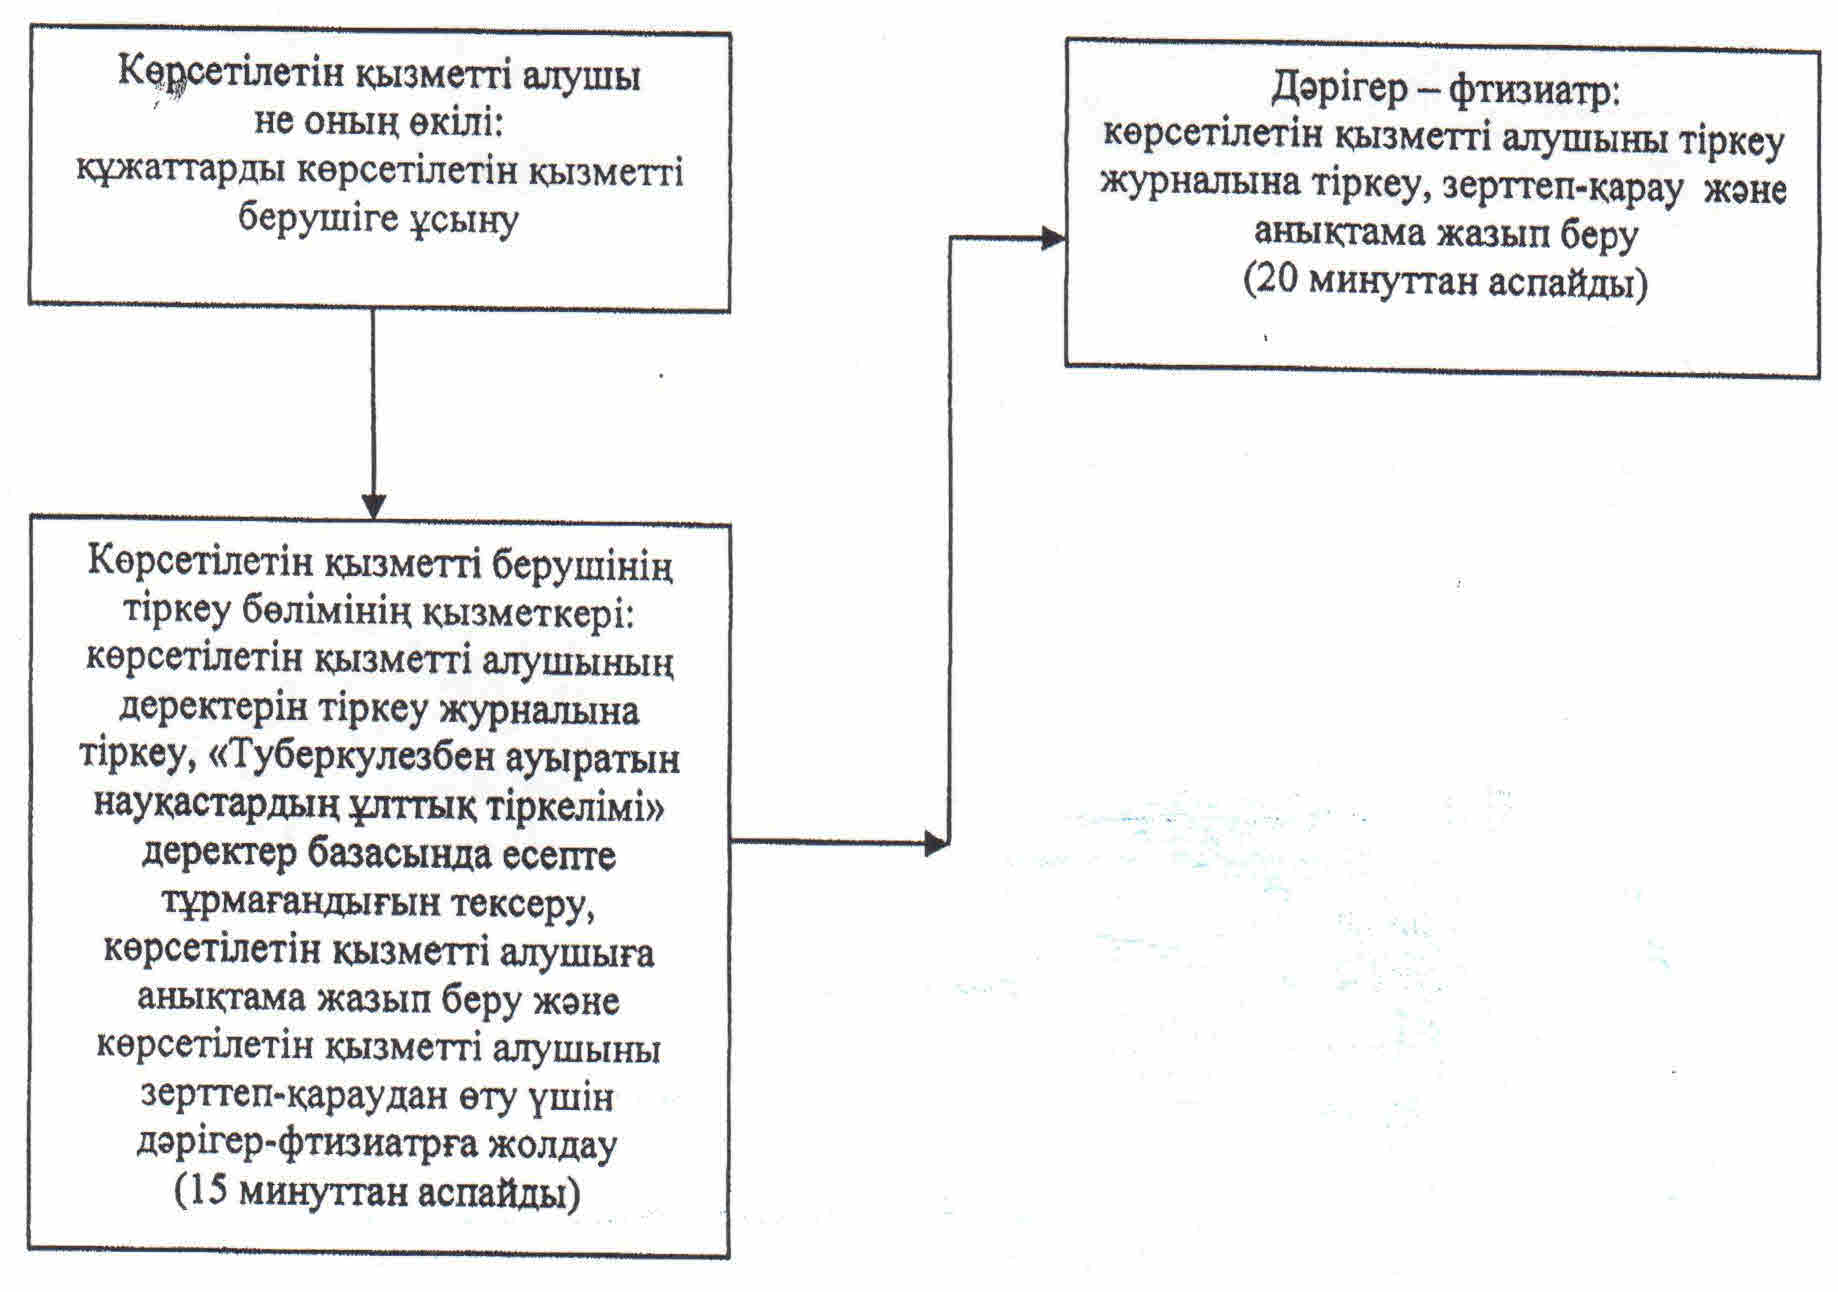 Көрсетілетін қызметті алушы
не оның өкілі:
құжаттарды көрсетілетін қызметті
берушіге ұсыну
Көрсетілетін қызметті берушінің
тіркеу бөлімінің қызметкері:
көрсетілетін қызметті алушының
деректерін тіркеу журналына
тіркеу, «Туберкулезбен ауыратын
науқастардың ұлттық тіркелімі»
деректер базасында есепте
тұрмағандығын тексеру,
көрсетілетін қызметті алушыға
анықтама жазып беру және
көрсетілетін қызметті алушыны
зерттеп-қараудан өту үшін
дәрігер-фтизиатрға жолдау
(15 минуттан аспайды)
Дәрігер – фтизиатр:
көрсетілетін қызметті алушыны тіркеу
журналына тіркеу, зерттеп-қарау және
анықтама жазып беру
(20 минуттан аспайды)